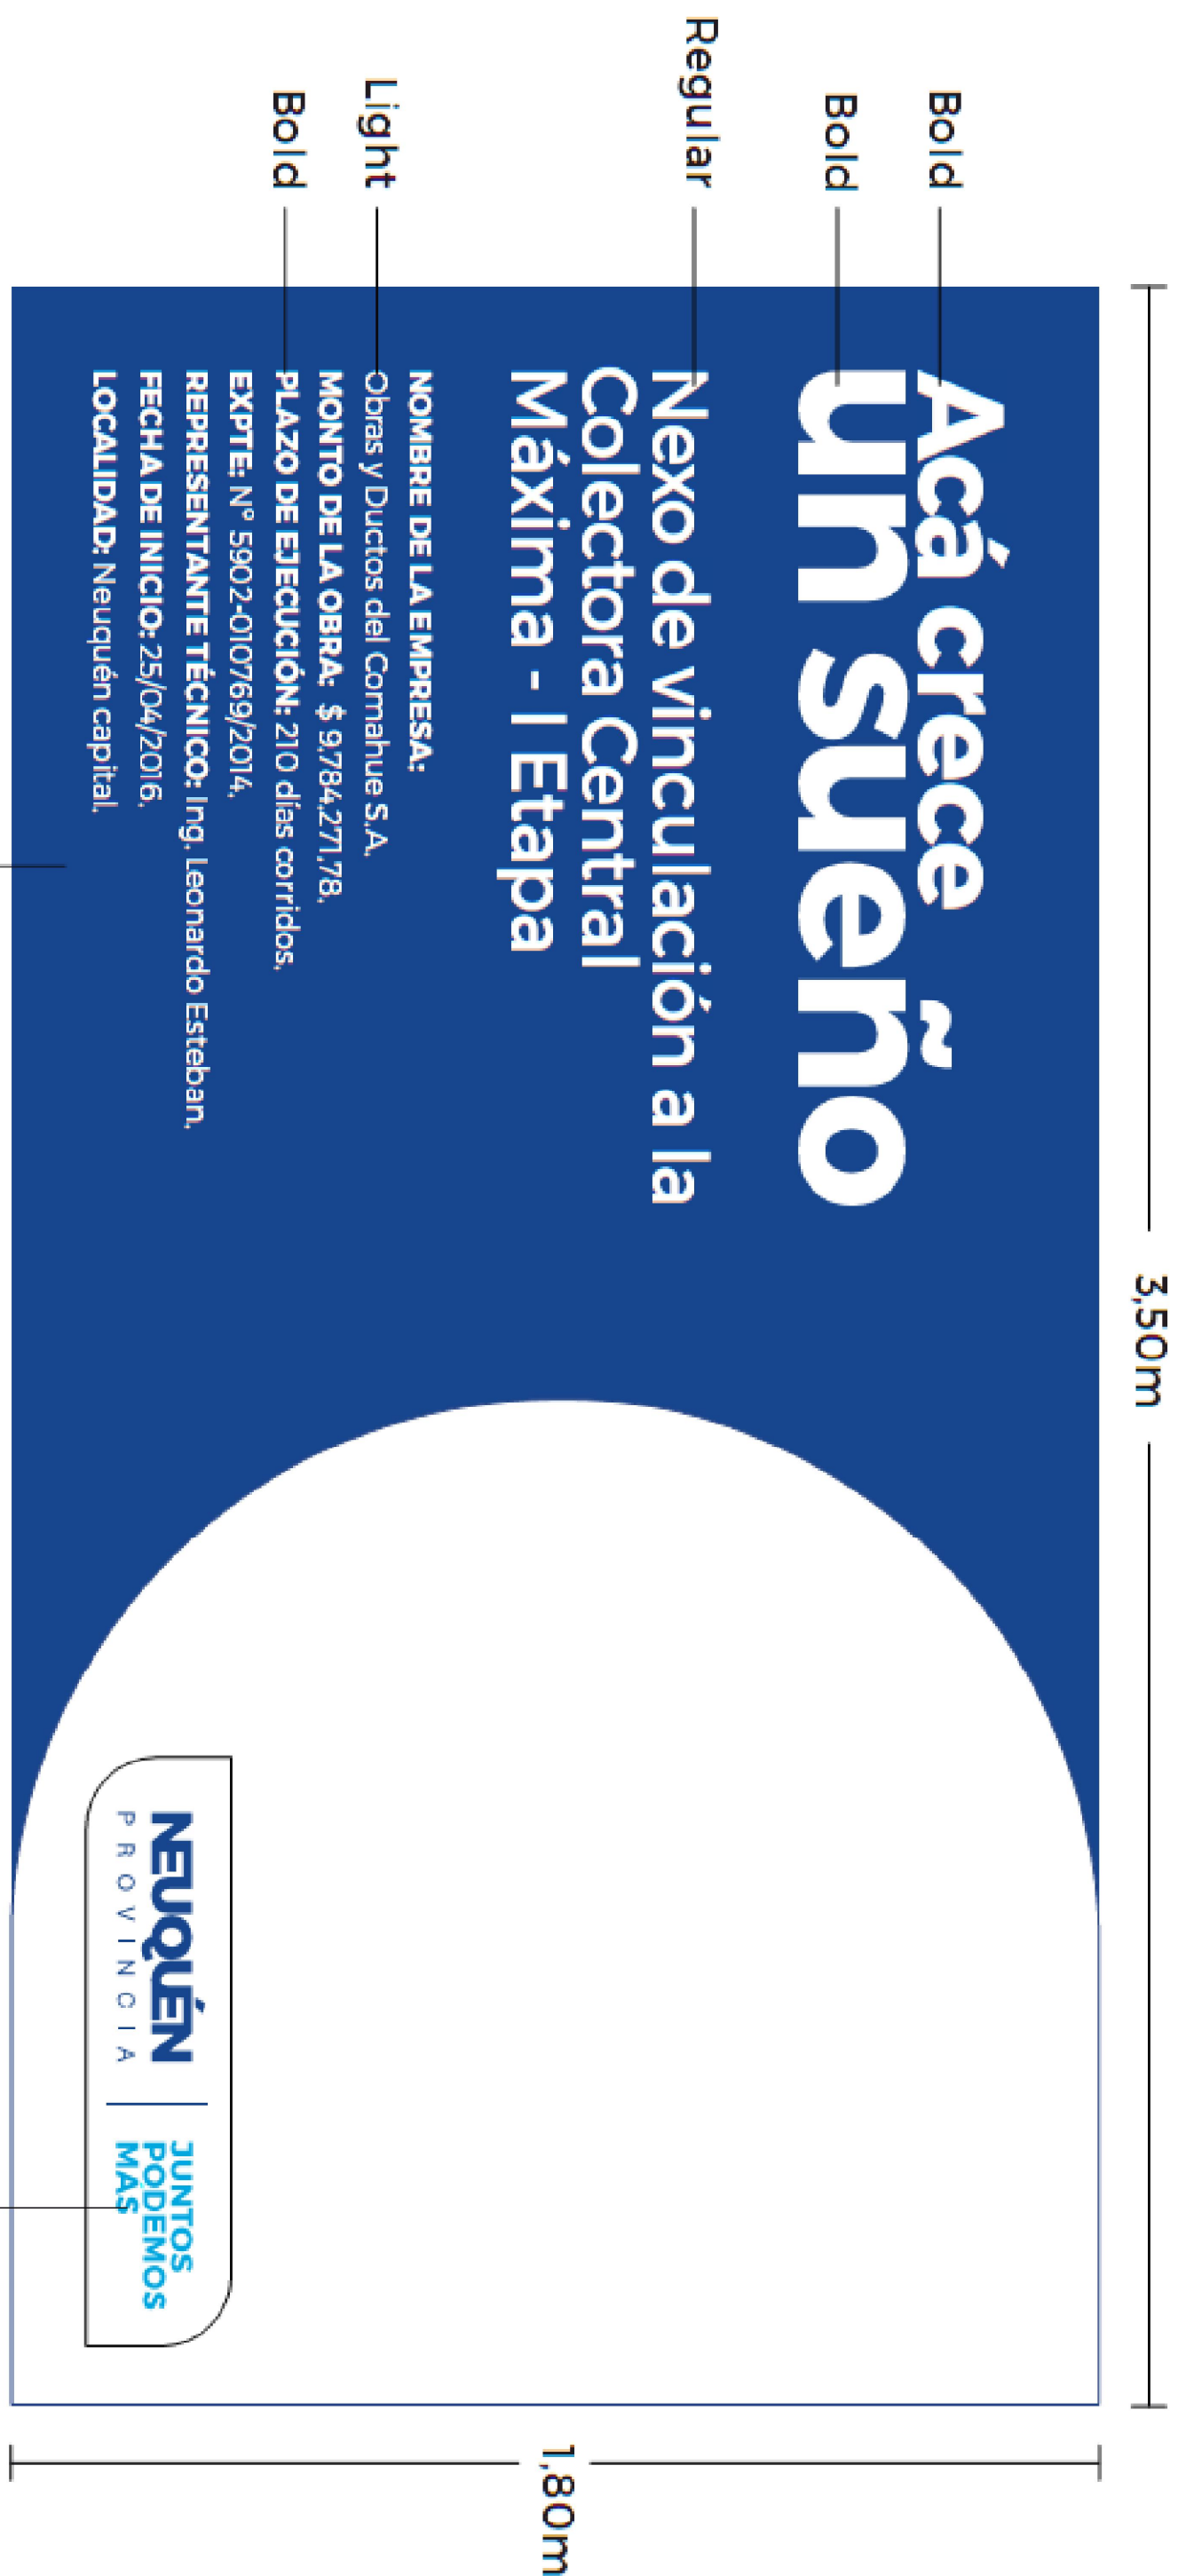 3,50m
Bold
Acá crece
Bold
un sueño
Regular
Nexo de vinculación a la
Colectora Central
Máxima - I Etapa
NOMBRE DE LA EMPRESA:
Light
Obras y Ductos del Comahue S.A.
MONTO DE LA OBRA: $ 9.784.271,78.
Bold
PLAZO DE EJECUCIÓN: 210 días corridos.
EXPTE: Nº 5902-010769/2014.
REPRESENTANTE TÉCNICO: Ing. Leonardo Esteban.
FECHA DE INICIO: 25/04/2016.
LOCALIDAD: Neuquén capital.
NEUQUÉN
PROVINCIA
JUNTOS
PODEMOS
MÁS
1,80m